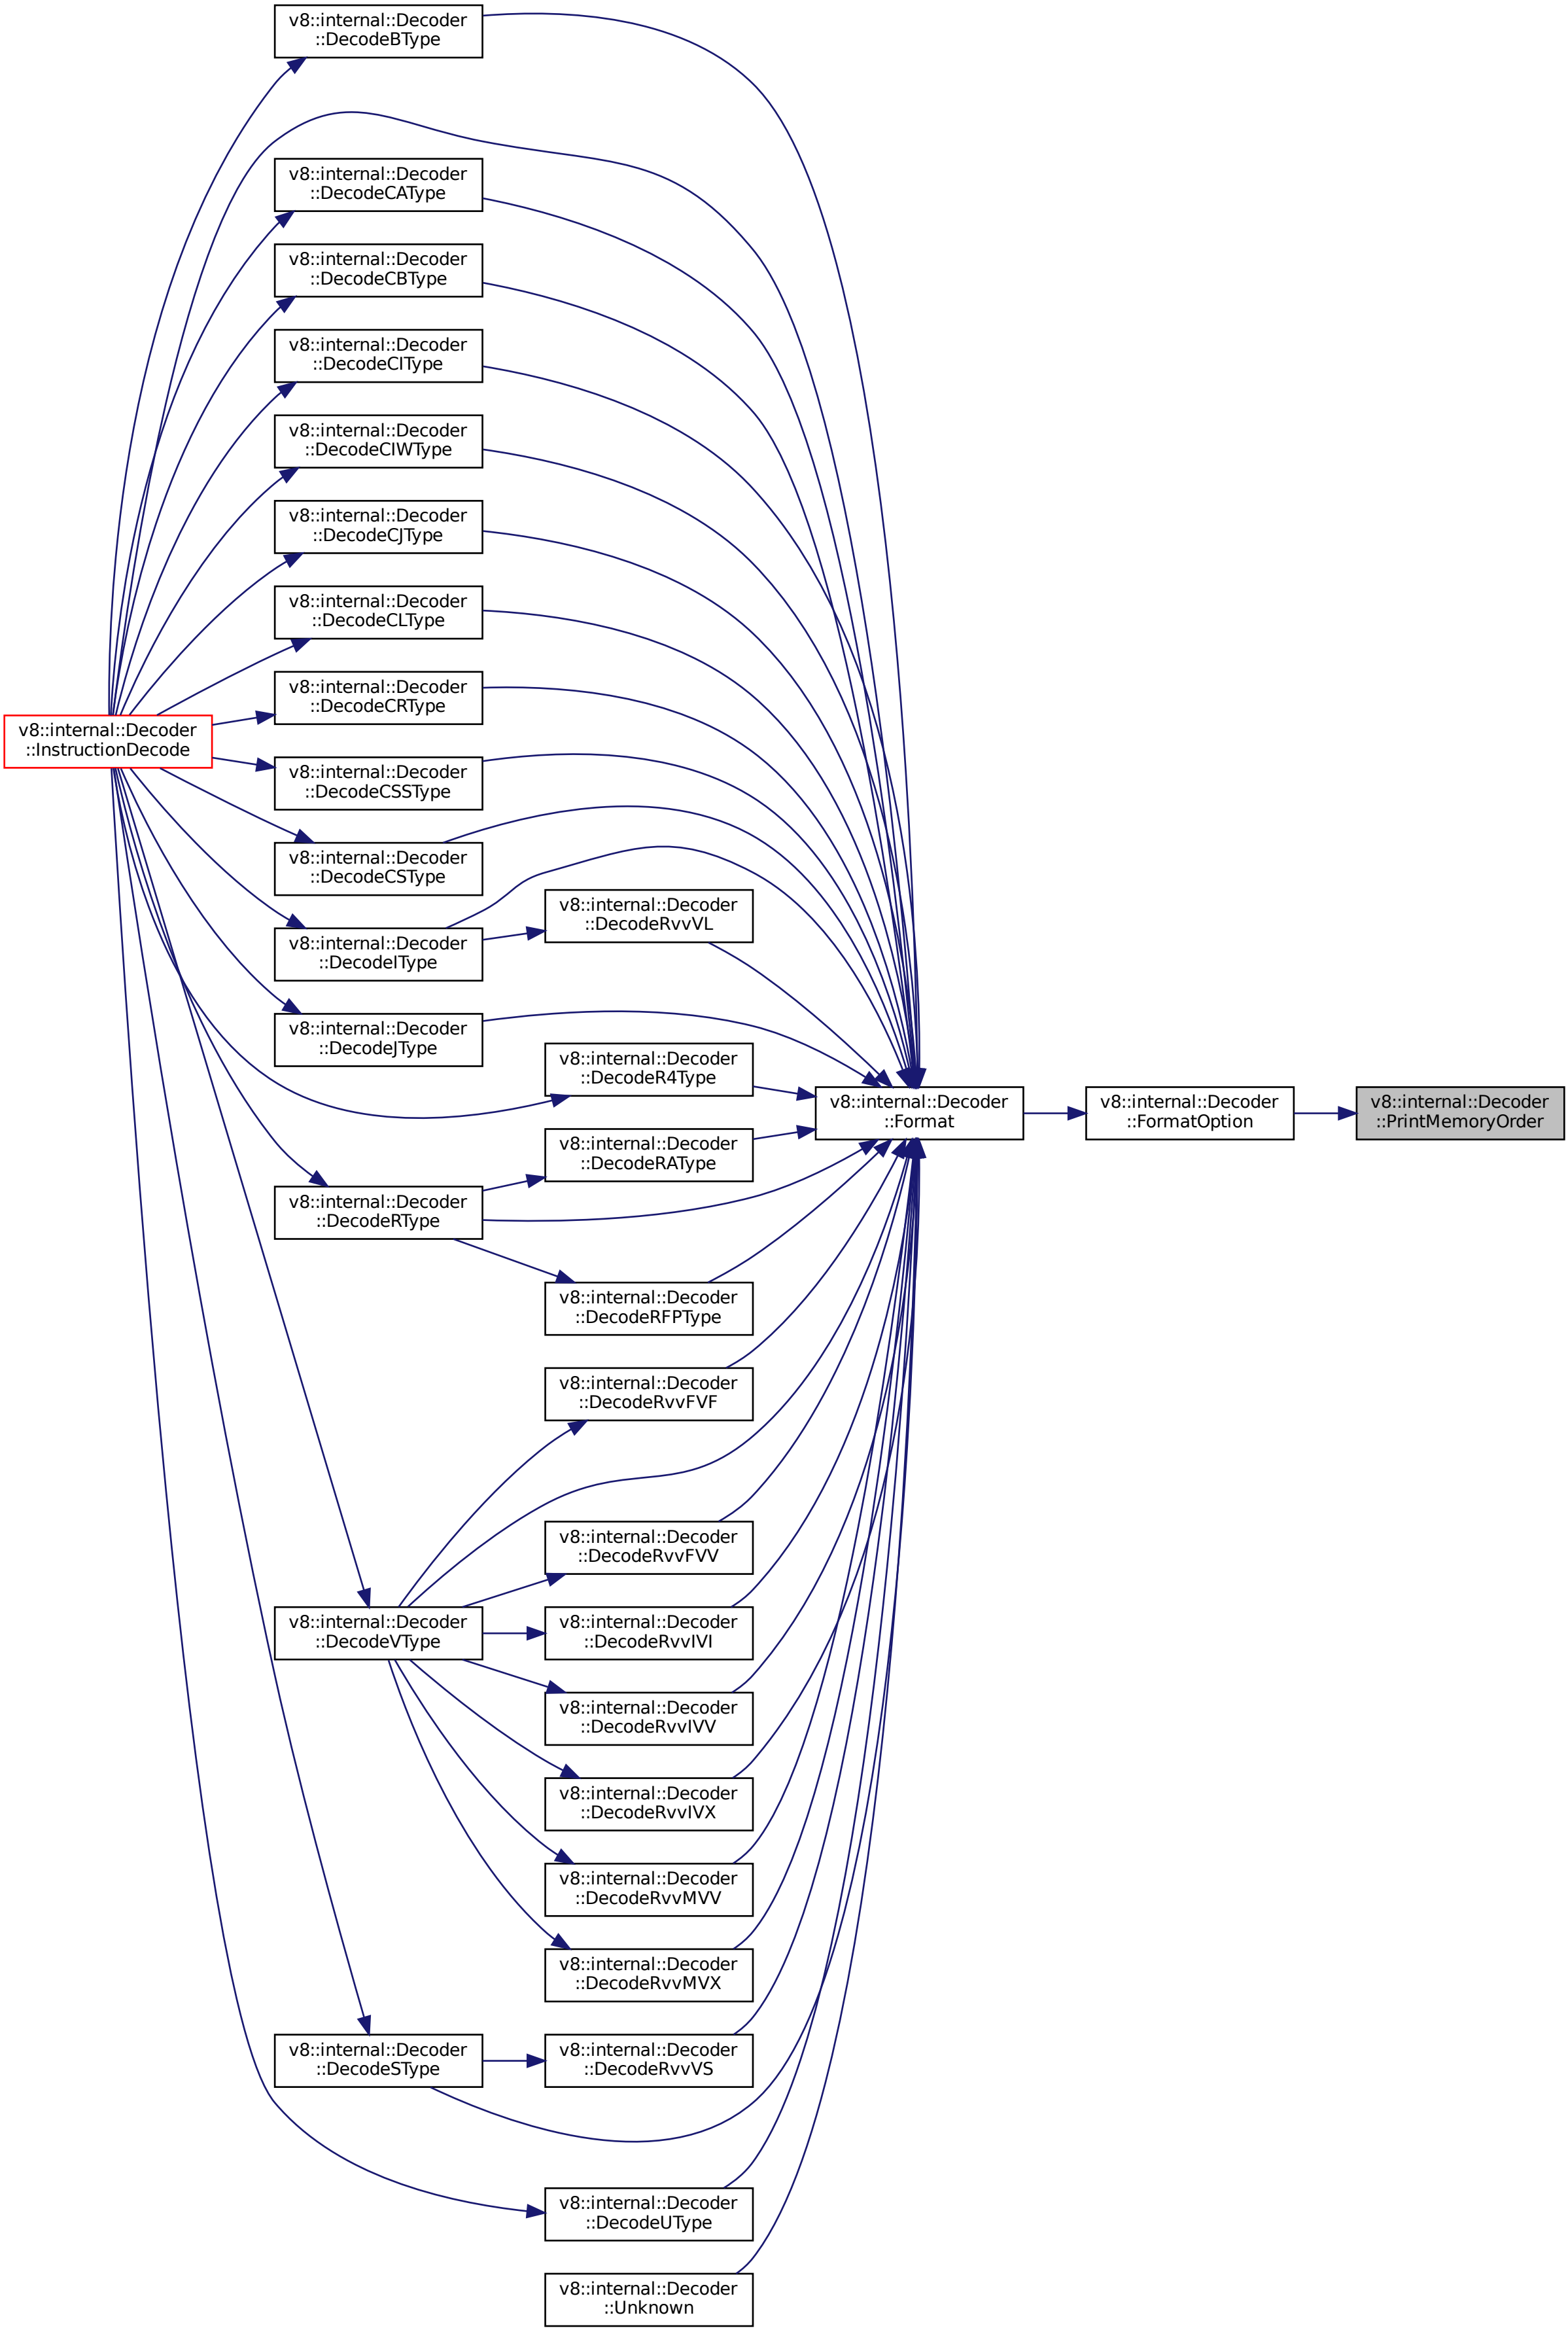 v8::internal::Decoder
::DecodeBType
v8::internal::Decoder
::DecodeCAType
v8::internal::Decoder
::DecodeCBType
v8::internal::Decoder
::DecodeCIType
v8::internal::Decoder
::DecodeCIWType
v8::internal::Decoder
::DecodeCJType
v8::internal::Decoder
::DecodeCLType
v8::internal::Decoder
::DecodeCRType
v8::internal::Decoder
::InstructionDecode
v8::internal::Decoder
::DecodeCSSType
v8::internal::Decoder
::DecodeCSType
v8::internal::Decoder
::DecodeRvvVL
v8::internal::Decoder
::DecodeIType
v8::internal::Decoder
::DecodeJType
v8::internal::Decoder
::DecodeR4Type
v8::internal::Decoder
::Format
v8::internal::Decoder
::FormatOption
v8::internal::Decoder
::PrintMemoryOrder
v8::internal::Decoder
::DecodeRAType
v8::internal::Decoder
::DecodeRType
v8::internal::Decoder
::DecodeRFPType
v8::internal::Decoder
::DecodeRvvFVF
v8::internal::Decoder
::DecodeRvvFVV
v8::internal::Decoder
::DecodeVType
v8::internal::Decoder
::DecodeRvvIVI
v8::internal::Decoder
::DecodeRvvIVV
v8::internal::Decoder
::DecodeRvvIVX
v8::internal::Decoder
::DecodeRvvMVV
v8::internal::Decoder
::DecodeRvvMVX
v8::internal::Decoder
::DecodeSType
v8::internal::Decoder
::DecodeRvvVS
v8::internal::Decoder
::DecodeUType
v8::internal::Decoder
::Unknown